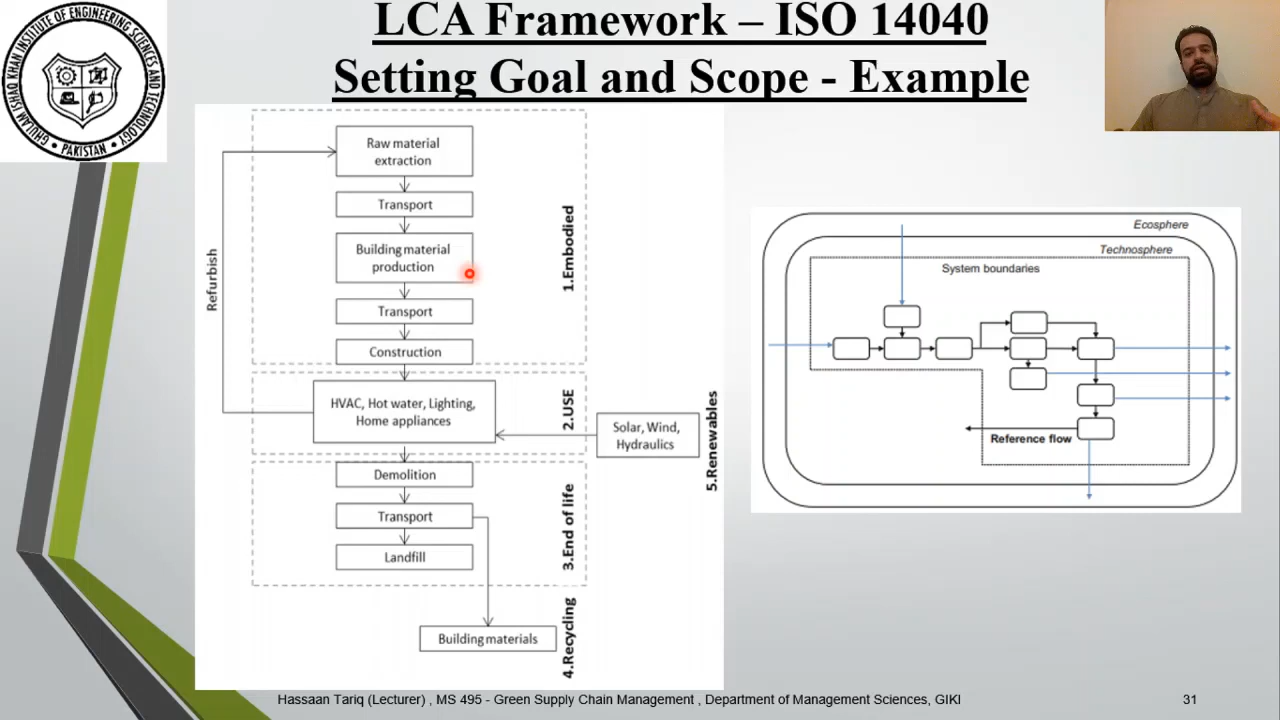 LCA Framework – ISO 14040
Setting Goal and Scope - Example
GHULAM ISHAQ KHAN INSTITUTE OF ENGINEERING SCIENCES AND TECHNOLOGY
• PAKISTAN •
Raw material
extraction
Transport
Building material
production
Transport
Construction
1.Embodied
Refurbish
HVAC, Hot water, Lighting,
Home appliances
2.USE
Solar, Wind,
Hydraulics
5.Renewables
Demolition
Transport
Landfill
3.End of life
Building materials
4.Recycling
Ecosphere
Technosphere
System boundaries
Reference flow
Hassaan Tariq (Lecturer) , MS 495 - Green Supply Chain Management , Department of Management Sciences, GIKI
31